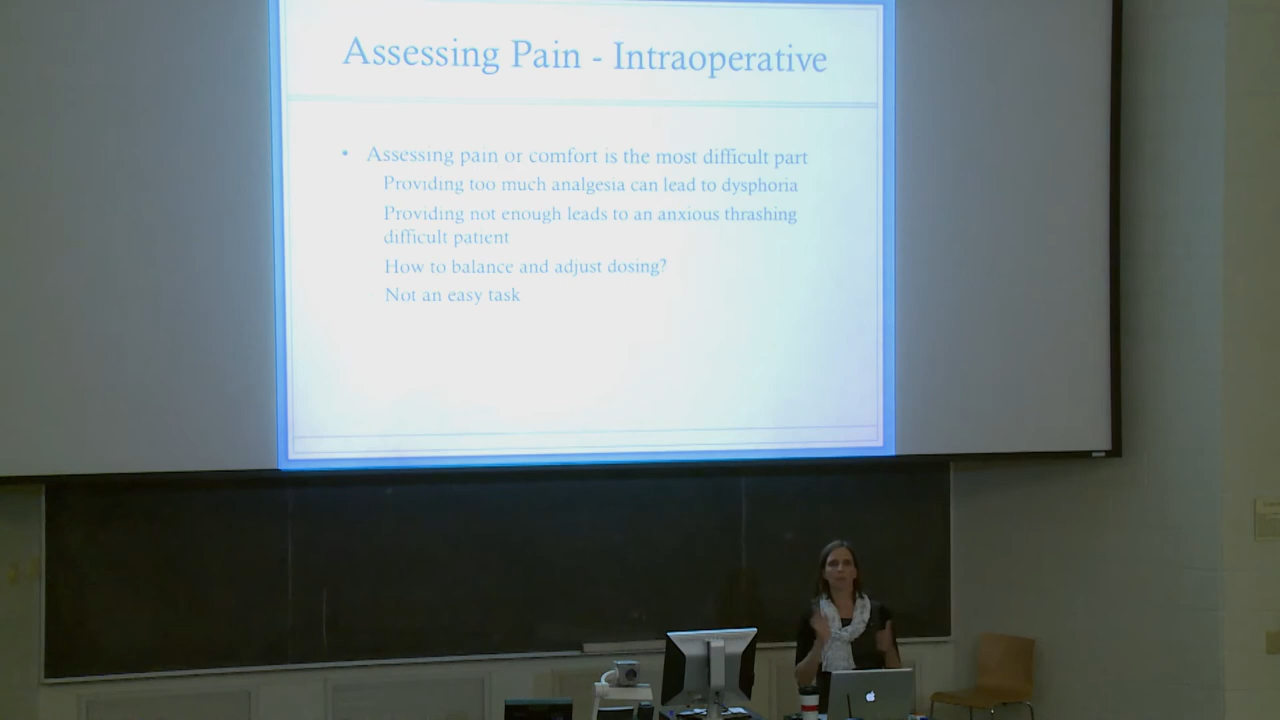 Assessing Pain - Intraoperative
• Assessing pain or comfort is the most difficult part
Providing too much analgesia can lead to dysphoria
Providing not enough leads to an anxious thrashing
difficult patient
How to balance and adjust dosing?
Not an easy task